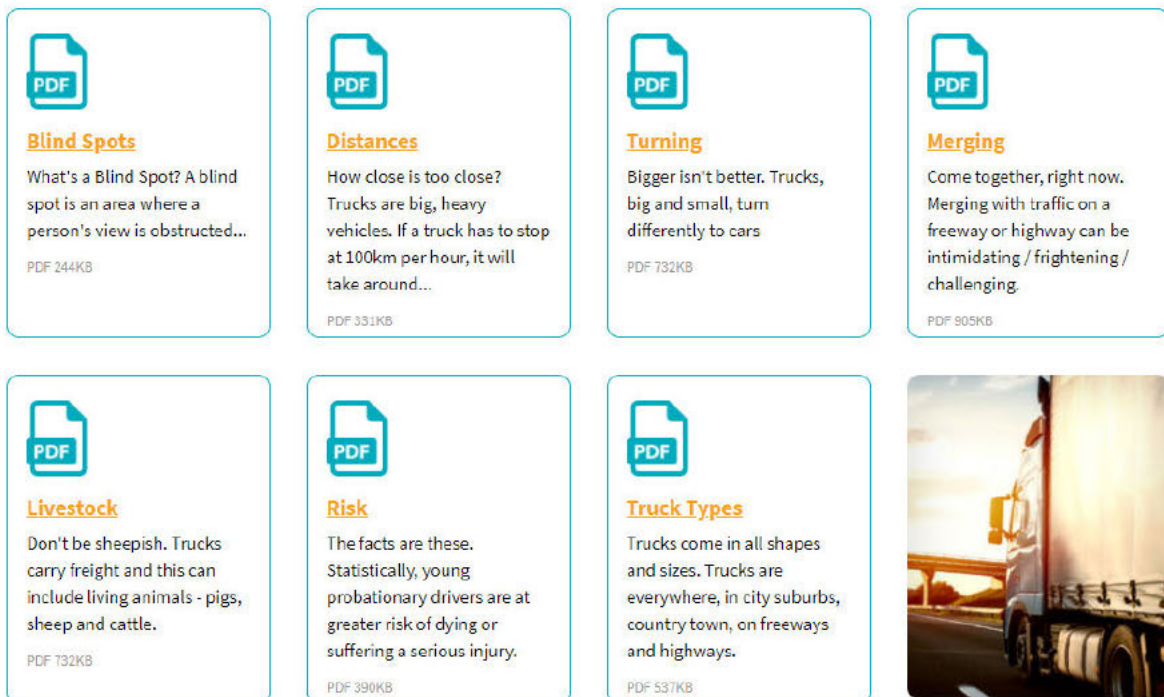 PDF
Blind Spots
What's a Blind Spot? A blind
spot is an area where a
person's view is obstructed...
PDF 244KB
PDF
Distances
How close is too close?
Trucks are big, heavy
vehicles. If a truck has to stop
at 100km per hour, it will
take around...
PDF 331KB
PDF
Turning
Bigger isn't better. Trucks,
big and small, turn
differently to cars
PDF 732KB
PDF
Merging
Come together, right now.
Merging with traffic on a
freeway or highway can be
intimidating / frightening /
challenging.
PDF 905KB
PDF
Livestock
Don't be sheepish. Trucks
carry freight and this can
include living animals - pigs,
sheep and cattle.
PDF 732KB
PDF
Risk
The facts are these.
Statistically, young
probationary drivers are at
greater risk of dying or
suffering a serious injury.
PDF 390KB
PDF
Truck Types
Trucks come in all shapes
and sizes. Trucks are
everywhere, in city suburbs,
country town, on freeways
and highways.
PDF 537KB